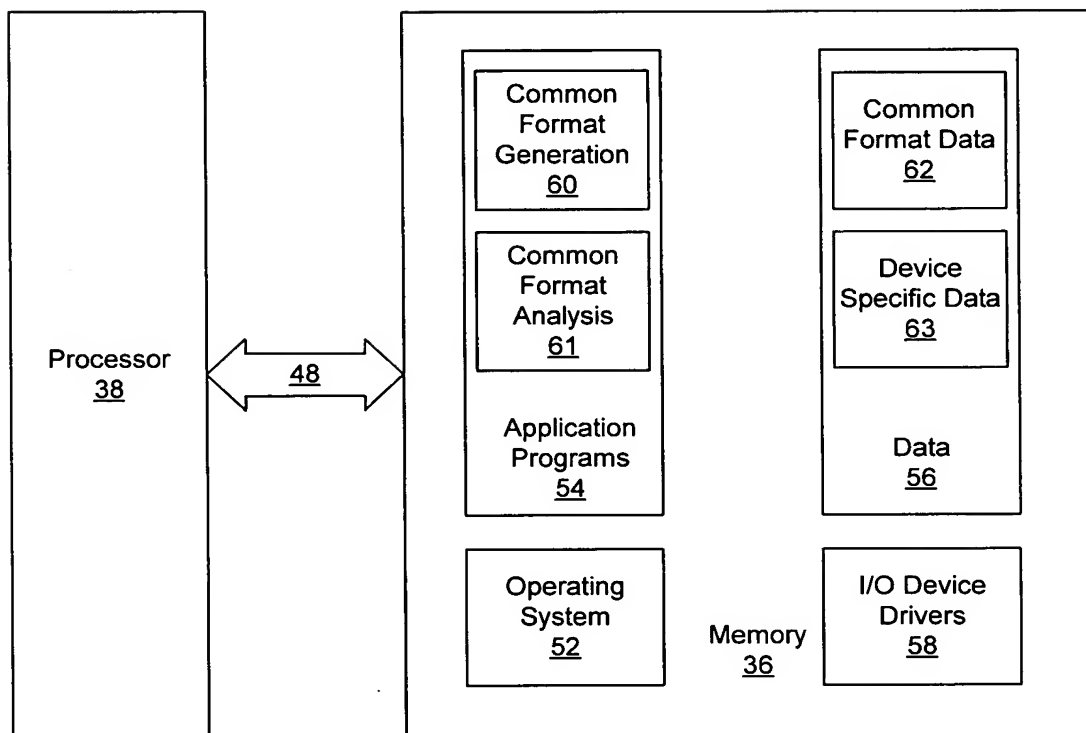 Processor
38
48
Common
Format
Generation
60
Common
Format
Analysis
61
Application
Programs
54
Common
Format Data
62
Device
Specific Data
63
Data
56
Operating
System
52
Memory
36
I/O Device
Drivers
58